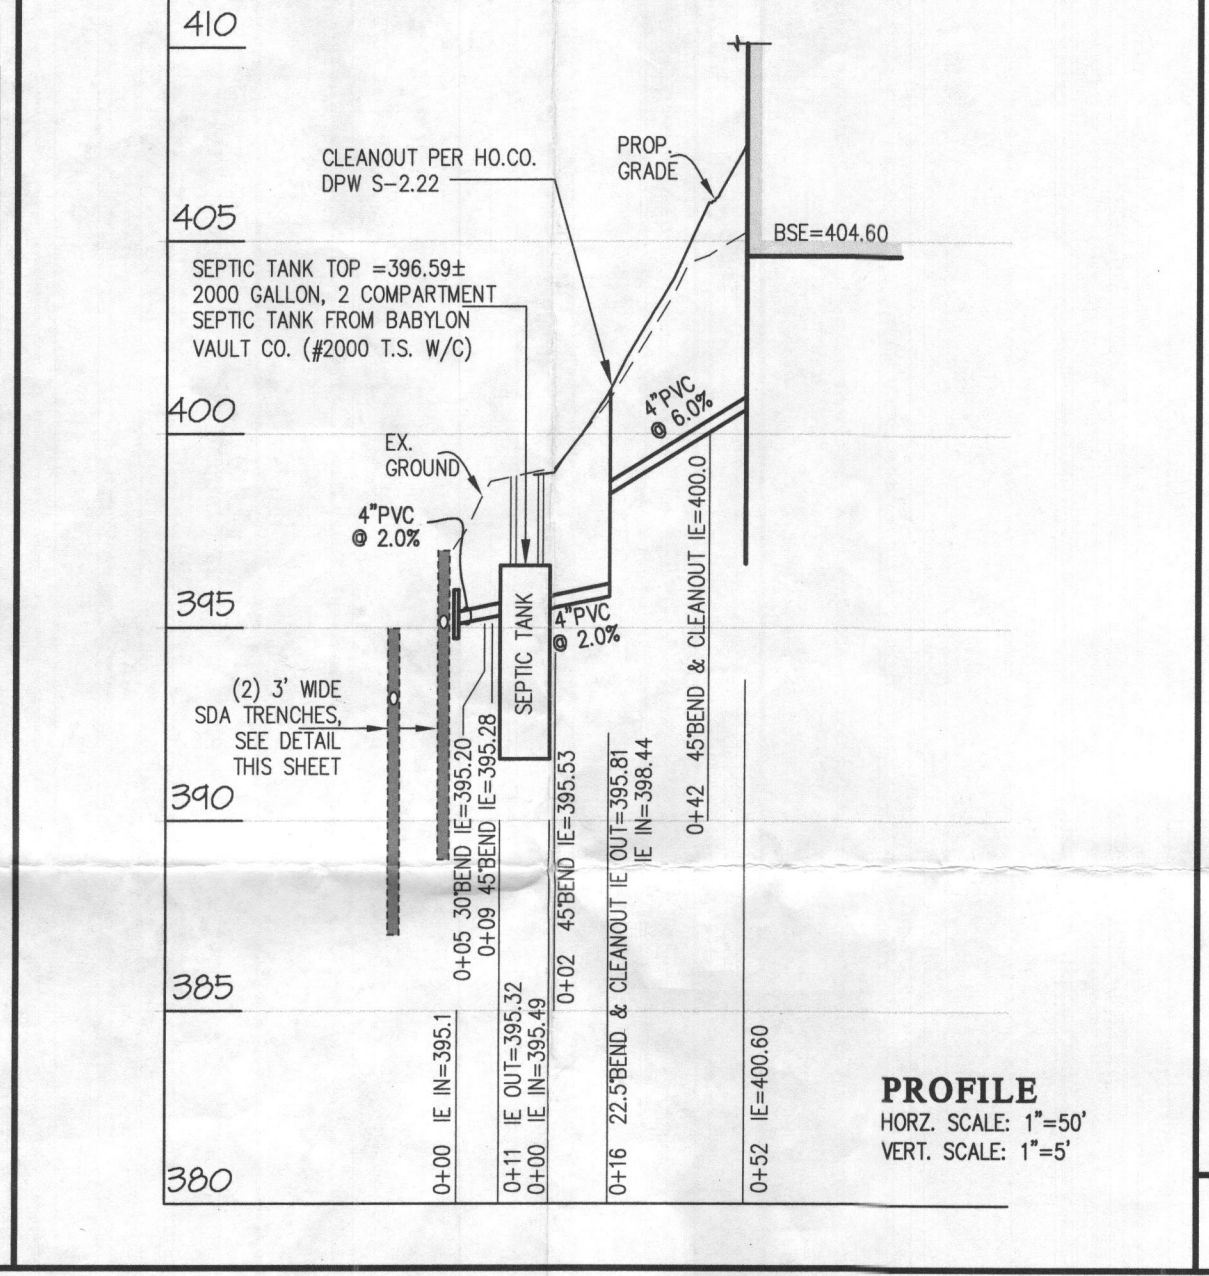 410
CLEANOUT PER HO.CO.
DPW S-2.22
PROP.
GRADE
405
BSE=404.60
SEPTIC TANK TOP =396.59±
2000 GALLON, 2 COMPARTMENT
SEPTIC TANK FROM BABYLON
VAULT CO. (#2000 T.S. W/C)
400
4"PVC
@ 6.0%
EX.
GROUND
4"PVC
@ 2.0%
395
SEPTIC TANK
4"PVC
@ 2.0%
(2) 3' WIDE
SDA TRENCHES,
SEE DETAIL
THIS SHEET
390
385
380
0+00 IE IN=395.1
0+05 30°BEND IE=395.20
0+09 45°BEND IE=395.28
0+11 IE OUT=395.32
0+00 IE IN=395.49
0+02 45°BEND IE=395.53
0+16 22.5°BEND & CLEANOUT IE OUT=395.81
IE IN=398.44
0+42 45°BEND & CLEANOUT IE=400.0
0+52 IE=400.60
PROFILE
HORZ. SCALE: 1"=50'
VERT. SCALE: 1"=5'